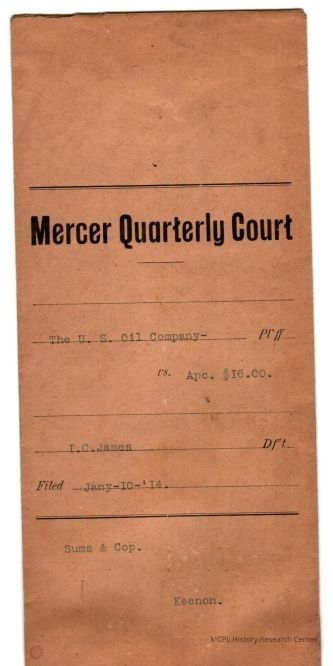 Mercer Quarterly Court
The U. S. Oil Company- Pl'ff
vs. Apc. $16.00.
I.C.James Df't
Filed Jany-10-'14.
Sums & Cop.
Keenon.
MCPL History Research Center